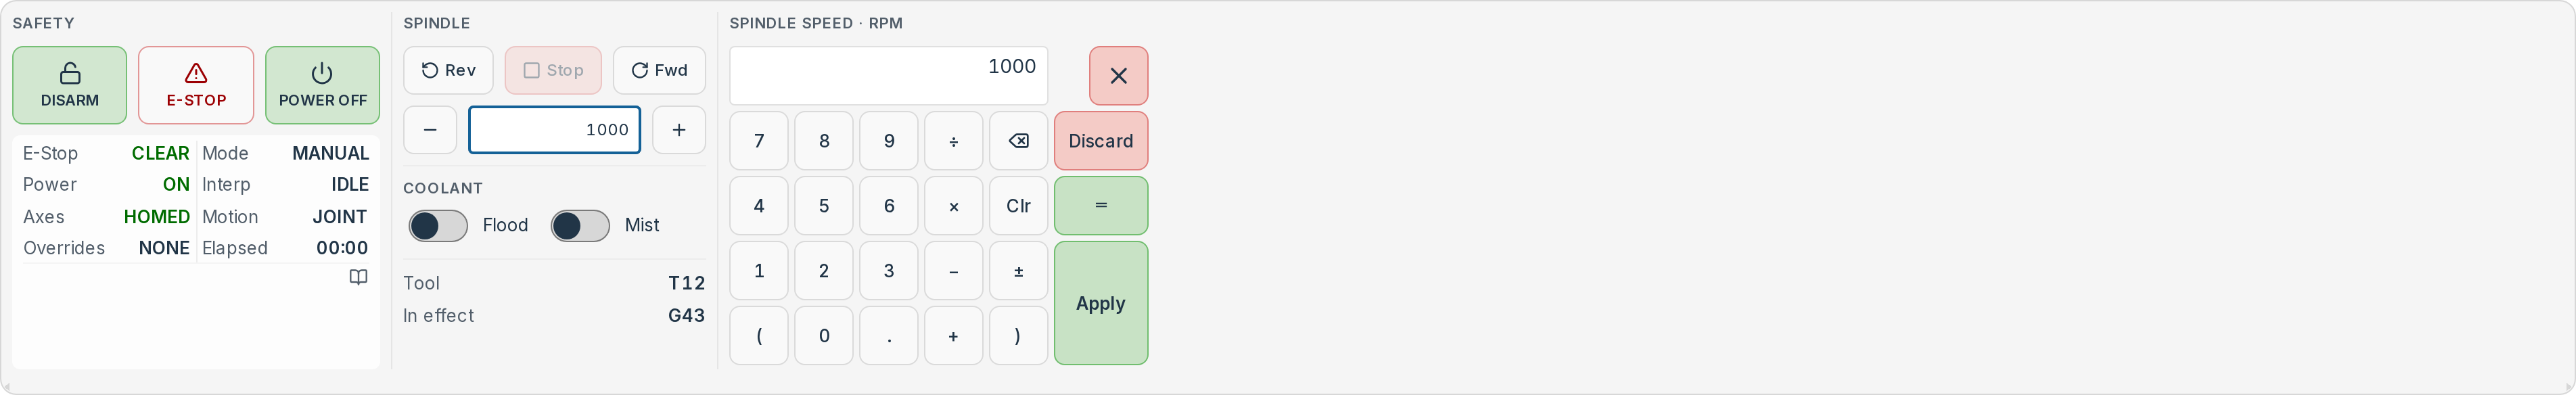 SAFETY
DISARM
E-STOP
POWER OFF
E-Stop CLEAR Mode MANUAL
Power ON Interp IDLE
Axes HOMED Motion JOINT
Overrides NONE Elapsed 00:00
SPINDLE
Rev Stop Fwd
− 1000 +
COOLANT
Flood Mist
Tool T12
In effect G43
SPINDLE SPEED · RPM
1000
7 8 9 ÷ Discard
4 5 6 × Clr =
1 2 3 − ± Apply
( 0 . + )